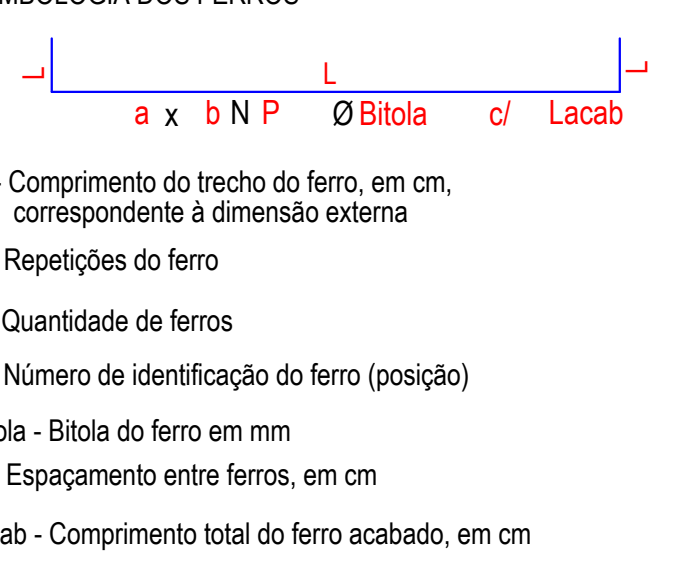 MBOLOGIA DOS FERROS
L L L
a x b N P Ø Bitola c/ Lacab
- Comprimento do trecho do ferro, em cm,
correspondente à dimensão externa
Repetições do ferro
Quantidade de ferros
Número de identificação do ferro (posição)
ola - Bitola do ferro em mm
Espaçamento entre ferros, em cm
ab - Comprimento total do ferro acabado, em cm